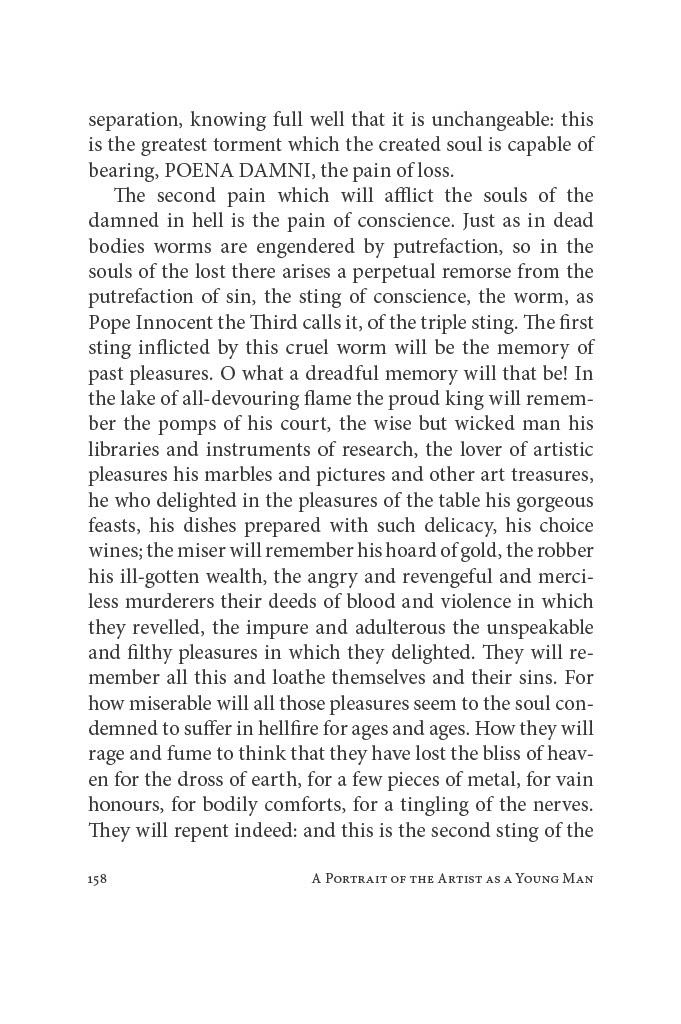 separation, knowing full well that it is unchangeable: this
is the greatest torment which the created soul is capable of
bearing, POENA DAMNI, the pain of loss.
The second pain which will afflict the souls of the
damned in hell is the pain of conscience. Just as in dead
bodies worms are engendered by putrefaction, so in the
souls of the lost there arises a perpetual remorse from the
putrefaction of sin, the sting of conscience, the worm, as
Pope Innocent the Third calls it, of the triple sting. The first
sting inflicted by this cruel worm will be the memory of
past pleasures. O what a dreadful memory will that be! In
the lake of all-devouring flame the proud king will remem-
ber the pomps of his court, the wise but wicked man his
libraries and instruments of research, the lover of artistic
pleasures his marbles and pictures and other art treasures,
he who delighted in the pleasures of the table his gorgeous
feasts, his dishes prepared with such delicacy, his choice
wines; the miser will remember his hoard of gold, the robber
his ill-gotten wealth, the angry and revengeful and merci-
less murderers their deeds of blood and violence in which
they revelled, the impure and adulterous the unspeakable
and filthy pleasures in which they delighted. They will re-
member all this and loathe themselves and their sins. For
how miserable will all those pleasures seem to the soul con-
demned to suffer in hellfire for ages and ages. How they will
rage and fume to think that they have lost the bliss of heav-
en for the dross of earth, for a few pieces of metal, for vain
honours, for bodily comforts, for a tingling of the nerves.
They will repent indeed: and this is the second sting of the
158 A Portrait of the Artist as a Young Man